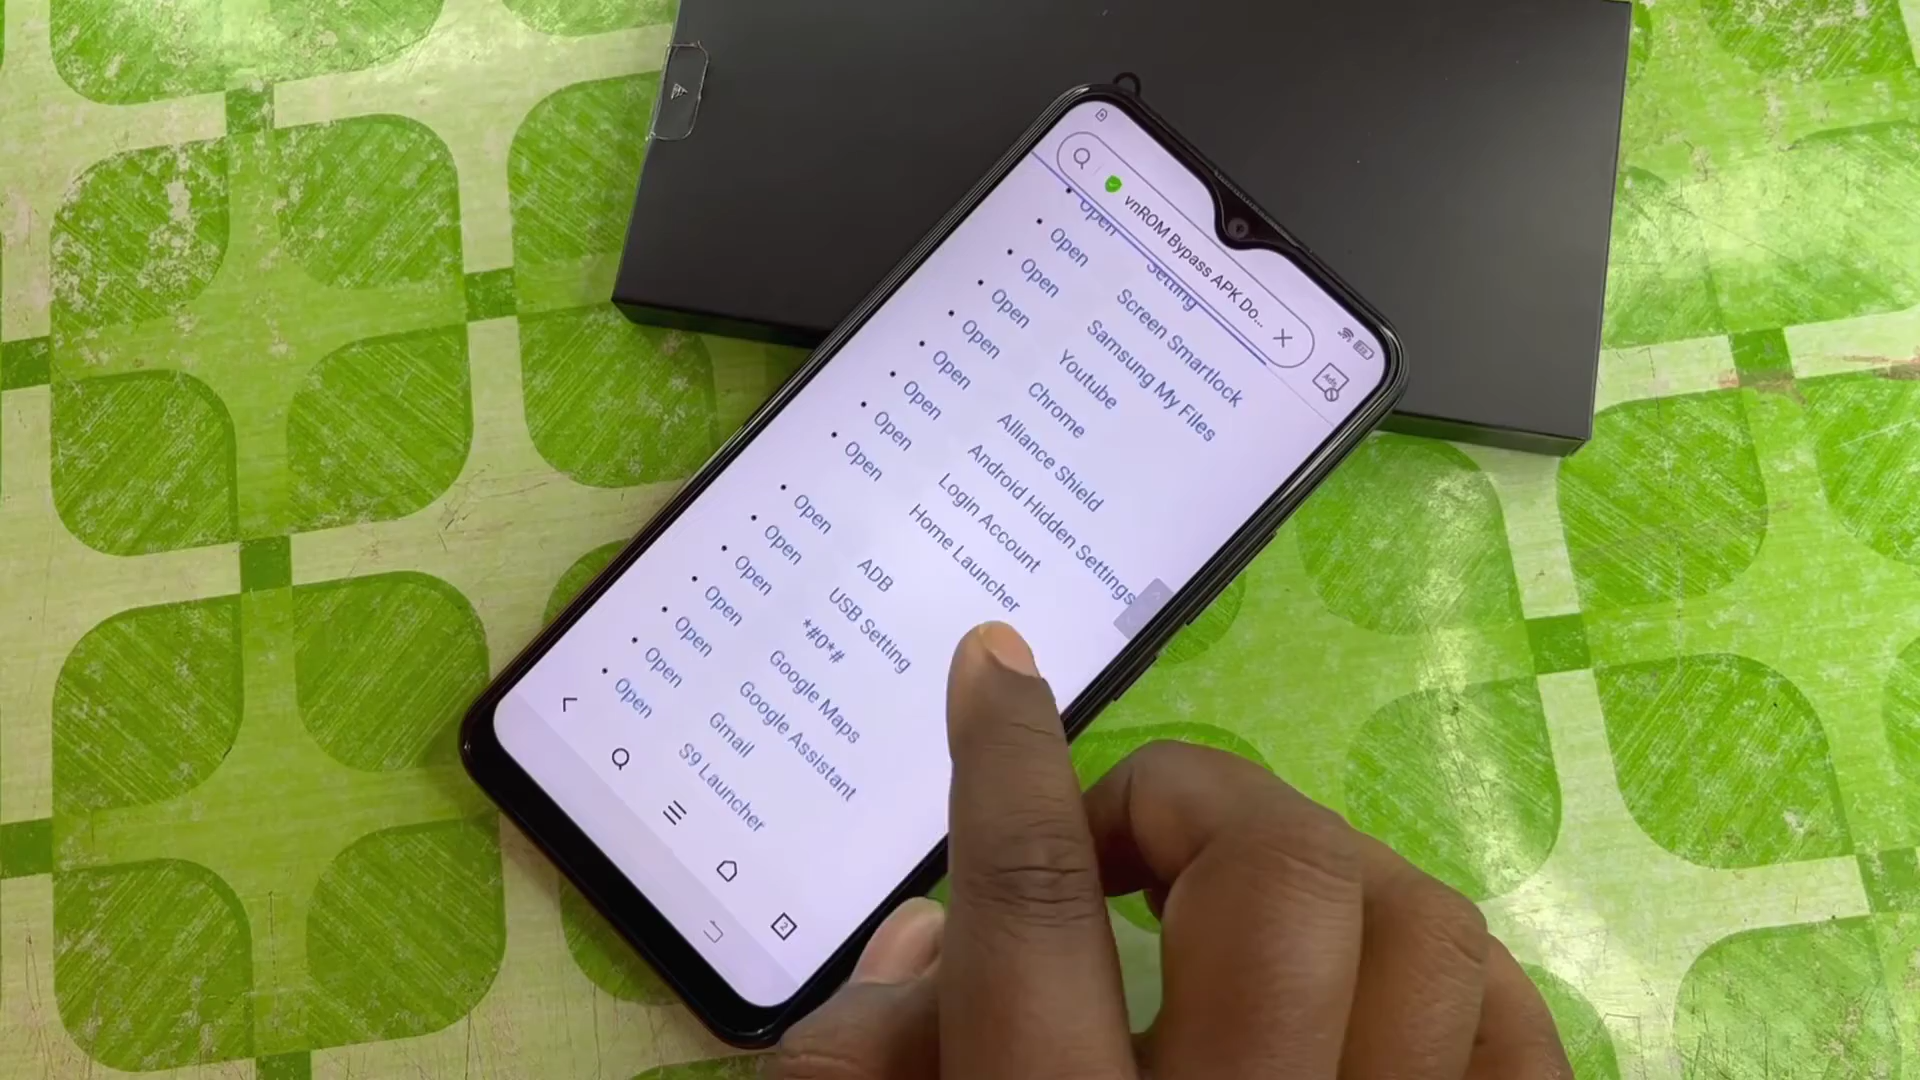 vnROM Bypass APK Do...
Open Setting
Open Screen Smartlock
Open Samsung My Files
Open Youtube
Open Chrome
Open Alliance Shield
Open Android Hidden Settings
Open Login Account
Open Home Launcher
Open ADB
Open USB Setting
Open *#0*#
Open Google Maps
Open Google Assistant
Open Gmail
Open S9 Launcher
2